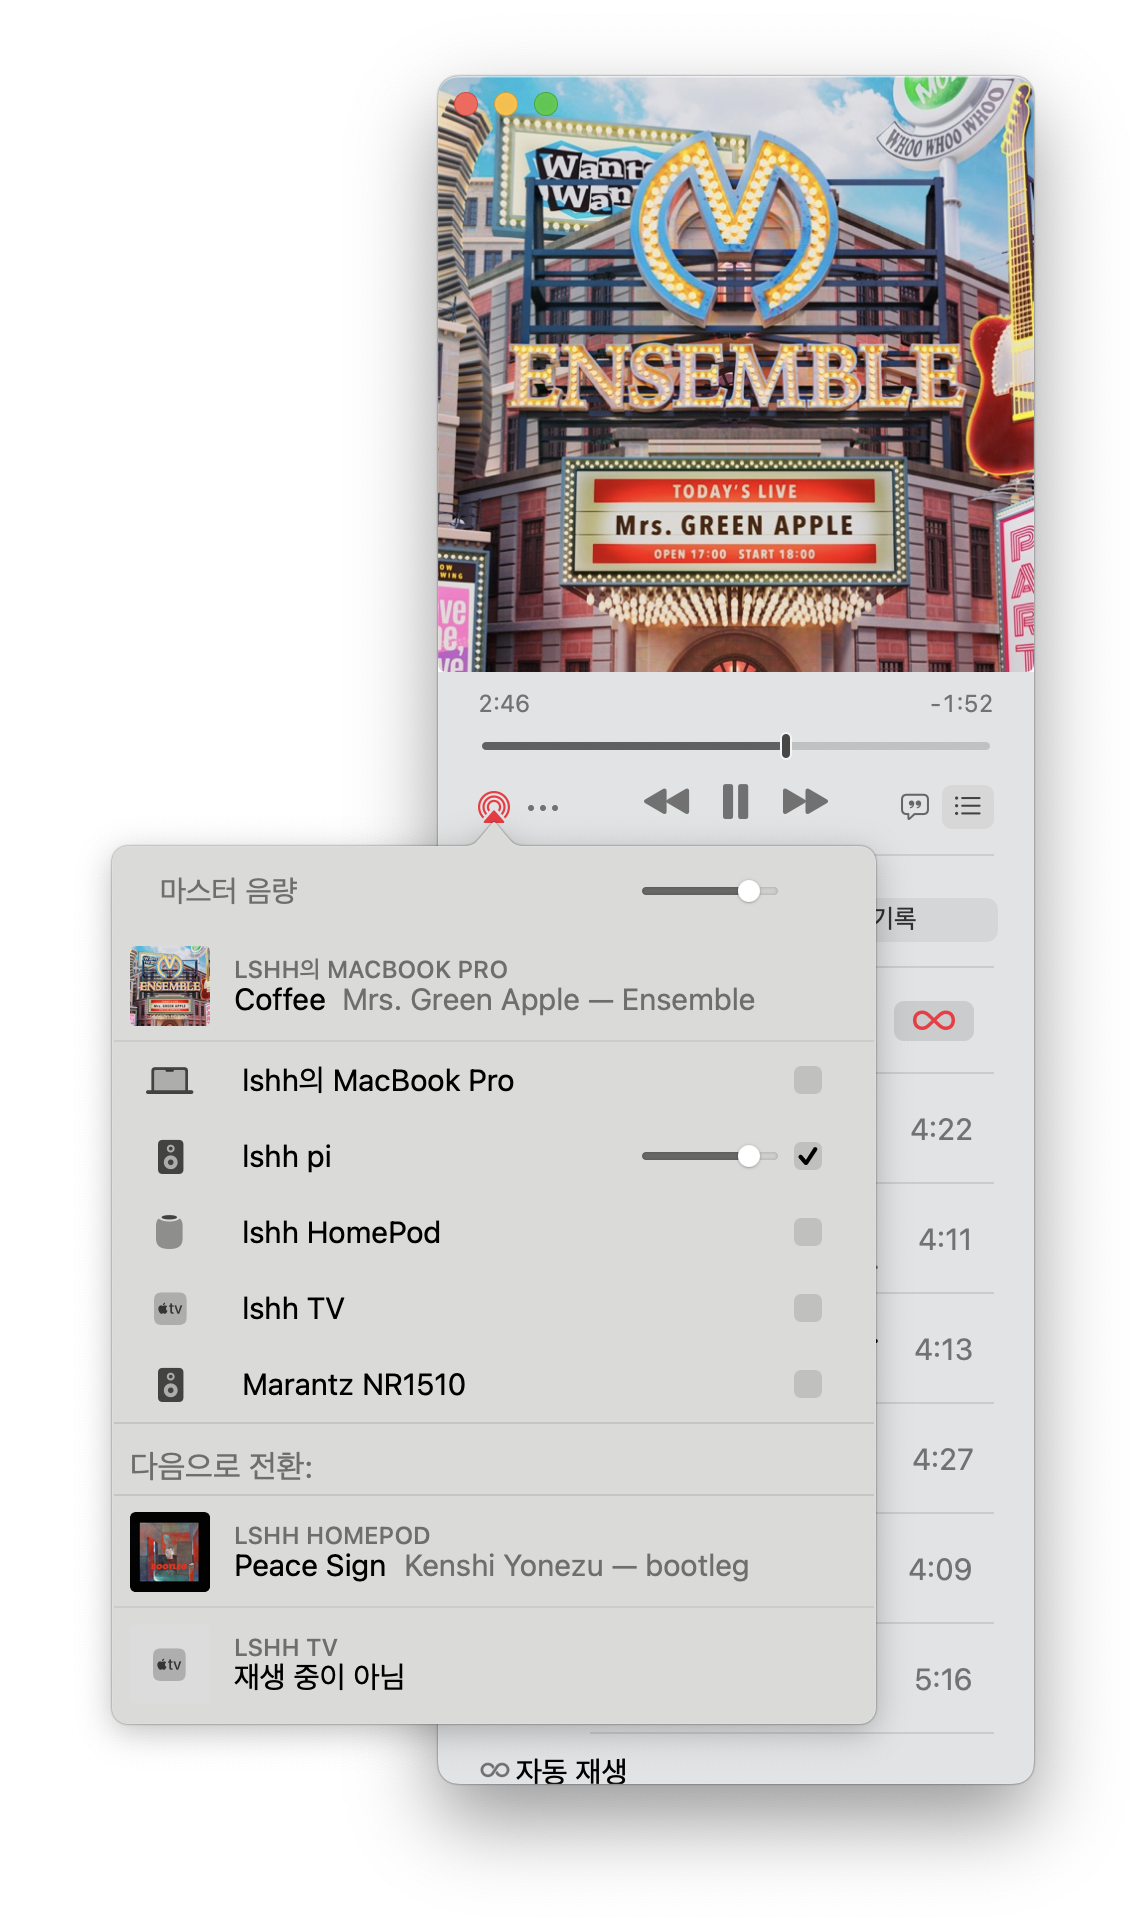 MU
WHOO WHOO WHOO
Want
Wan
ENSEMBLE
TODAY'S LIVE
Mrs. GREEN APPLE
OPEN 17:00 START 18:00
PART
2:46
-1:52
마스터 음량
기록
LSHH의 MACBOOK PRO
Coffee Mrs. Green Apple — Ensemble
lshh의 MacBook Pro
4:22
lshh pi
lshh HomePod
4:11
tv
lshh TV
4:13
Marantz NR1510
다음으로 전환:
4:27
LSHH HOMEPOD
Peace Sign Kenshi Yonezu — bootleg
4:09
tv
LSHH TV
재생 중이 아님
5:16
자동 재생